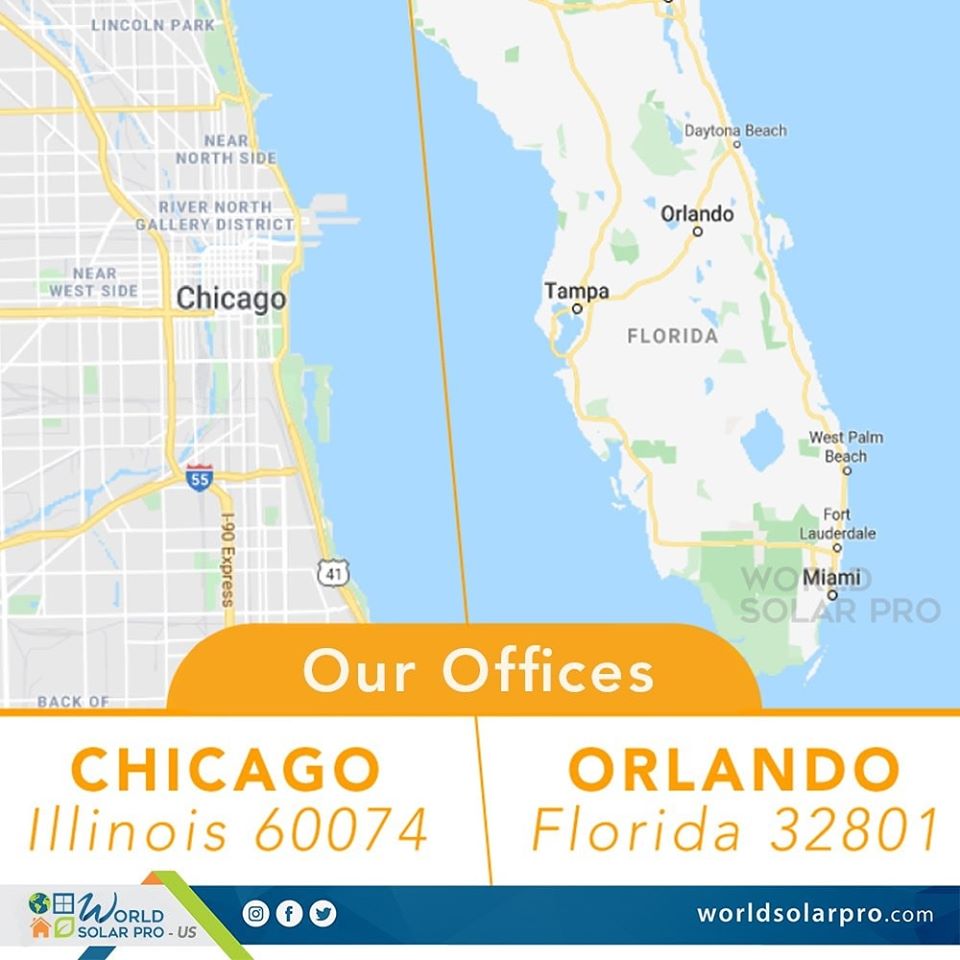 LINCOLN PARK
NEAR
NORTH SIDE
RIVER NORTH
GALLERY DISTRICT
NEAR
WEST SIDE
Chicago
55
I-90 Express
41
BACK OF
Daytona Beach
Orlando
Tampa
FLORIDA
West Palm
Beach
Fort
Lauderdale
Miami
WORLD
SOLAR PRO
Our Offices
CHICAGO
Illinois 60074
ORLANDO
Florida 32801
WORLD
SOLAR PRO - US
worldsolarpro.com